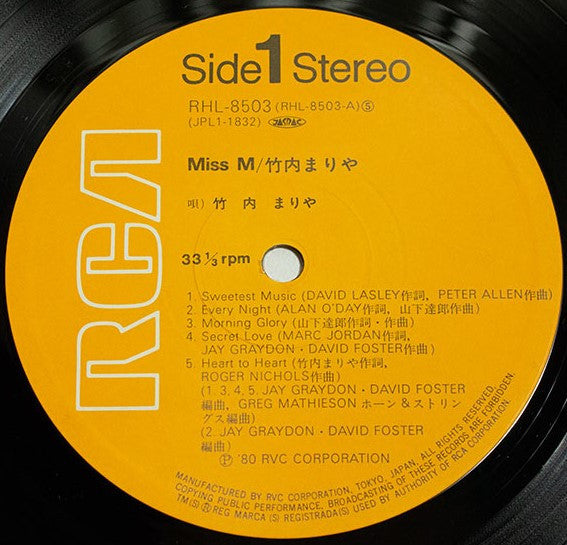 Side 1 Stereo
RHL-8503 (RHL-8503-A) ⑤
(JPL1-1832) JASRAC
Miss M/竹内まりや
唄) 竹 内 まりや
33 1/3 rpm
RCA
1. Sweetest Music (DAVID LASLEY作詞, PETER ALLEN作曲)
2. Every Night (ALAN O'DAY作詞, 山下達郎作曲)
3. Morning Glory (山下達郎作詞・作曲)
4. Secret Love (MARC JORDAN作詞,
JAY GRAYDON・DAVID FOSTER作曲)
5. Heart to Heart (竹内まりや作詞,
ROGER NICHOLS作曲)
(1. 3. 4. 5. JAY GRAYDON・DAVID FOSTER
編曲, GREG MATHIESON ホーン&ストリン
グス編曲)
(2. JAY GRAYDON・DAVID FOSTER
編曲)
Ⓟ '80 RVC CORPORATION
MANUFACTURED BY RVC CORPORATION, TOKYO, JAPAN. ALL RIGHTS RESERVED.
COPYING PUBLIC PERFORMANCE, BROADCASTING OF THESE RECORDS ARE FORBIDDEN.
TM(S) ® REG MARCA(S) REGISTRADA(S) USED BY AUTHORITY OF RCA CORPORATION.